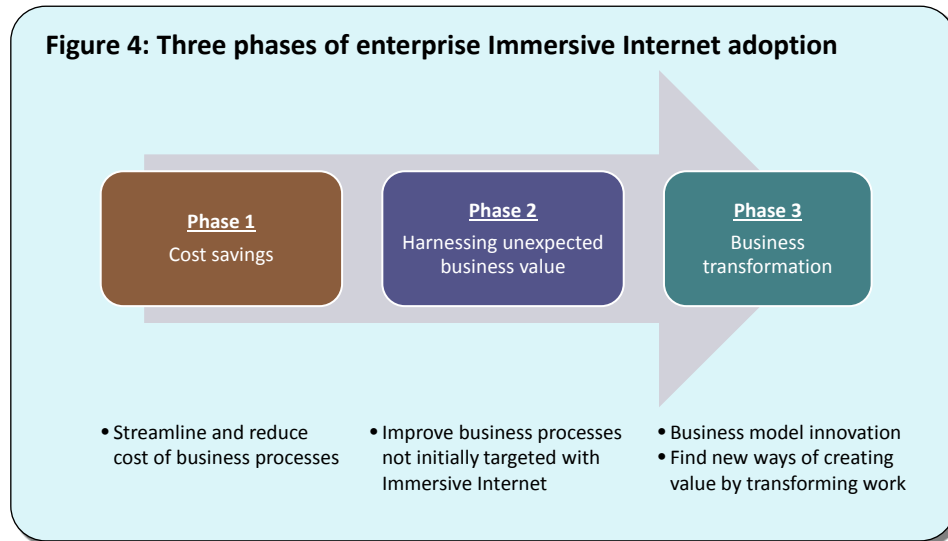 Figure 4: Three phases of enterprise Immersive Internet adoption
Phase 1
Cost savings
Phase 2
Harnessing unexpected
business value
Phase 3
Business
transformation
• Streamline and reduce
cost of business processes
• Improve business processes
not initially targeted with
Immersive Internet
• Business model innovation
• Find new ways of creating
value by transforming work